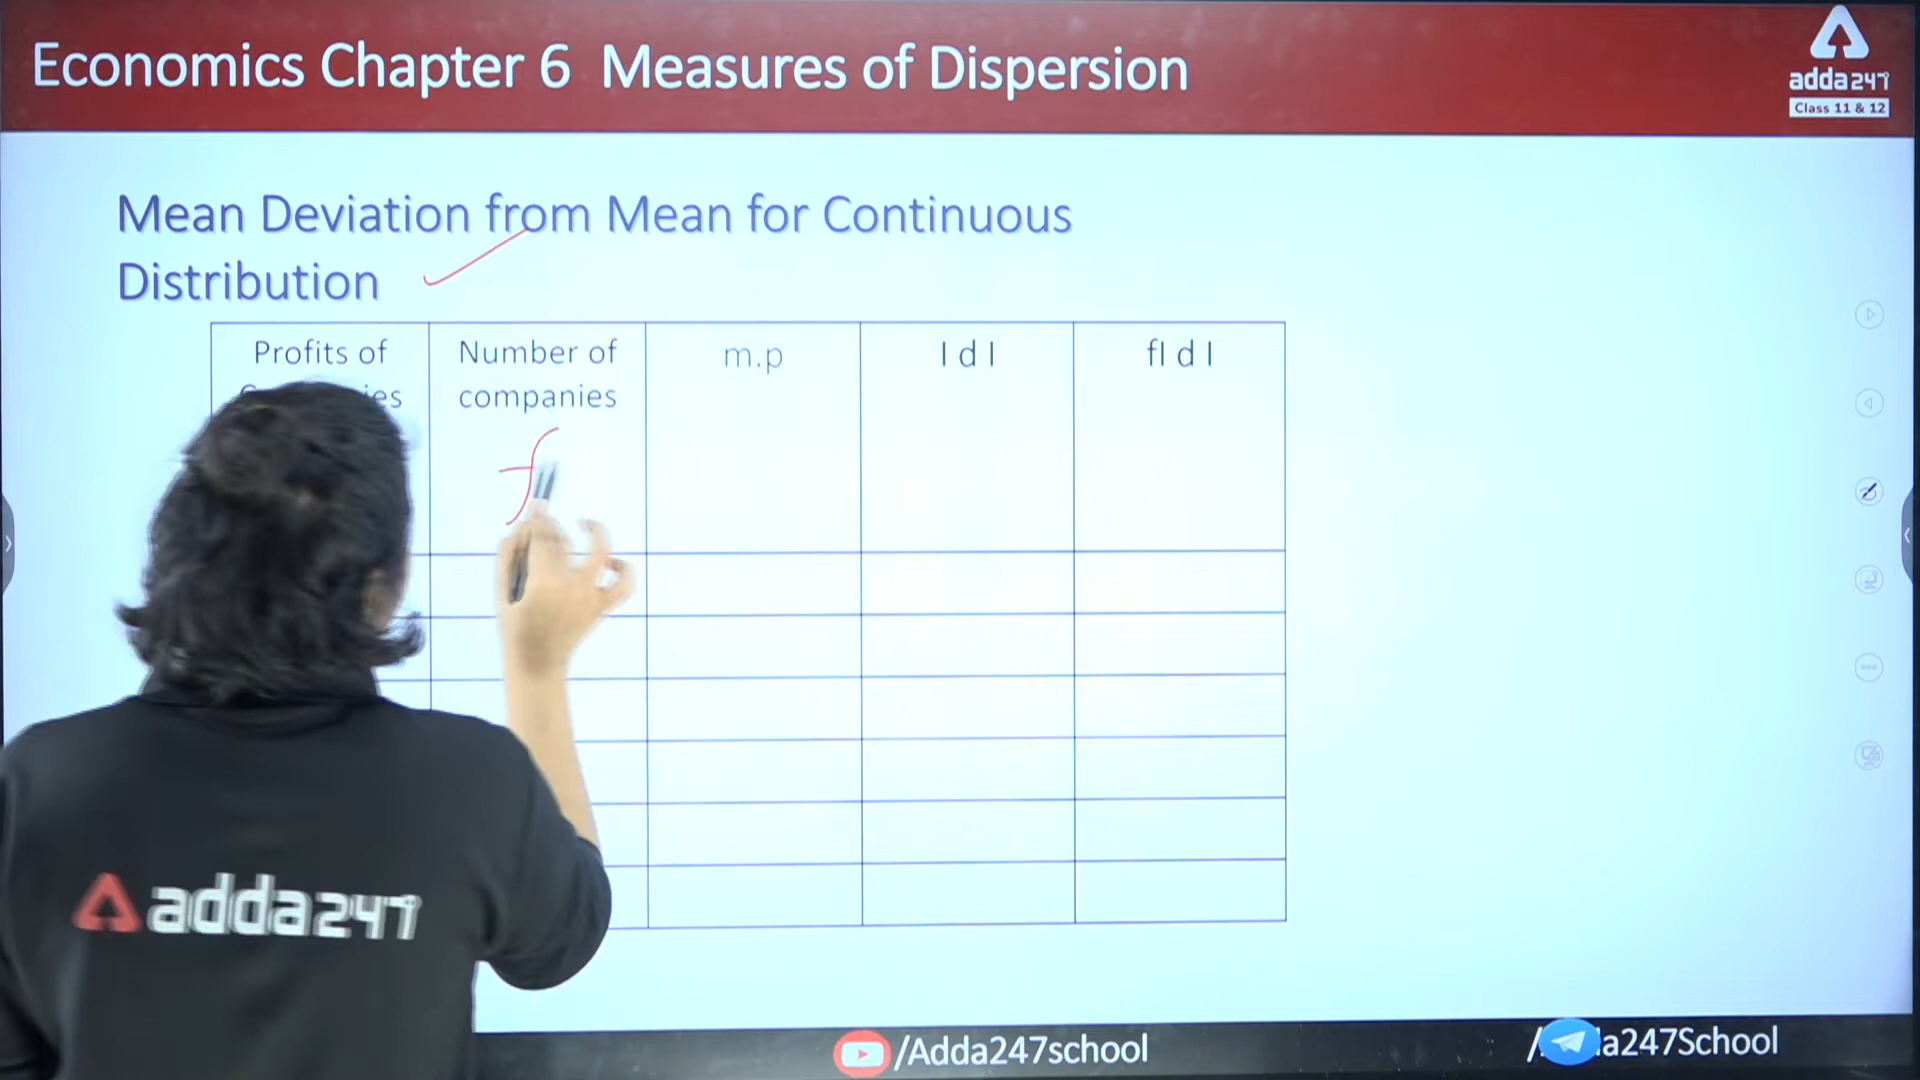 Economics Chapter 6 Measures of Dispersion
adda247
Class 11 & 12
Mean Deviation from Mean for Continuous
Distribution
Profits of
Number of
companies
m.p
I d I
fI d I
f
adda247
/Adda247school
/Adda247School